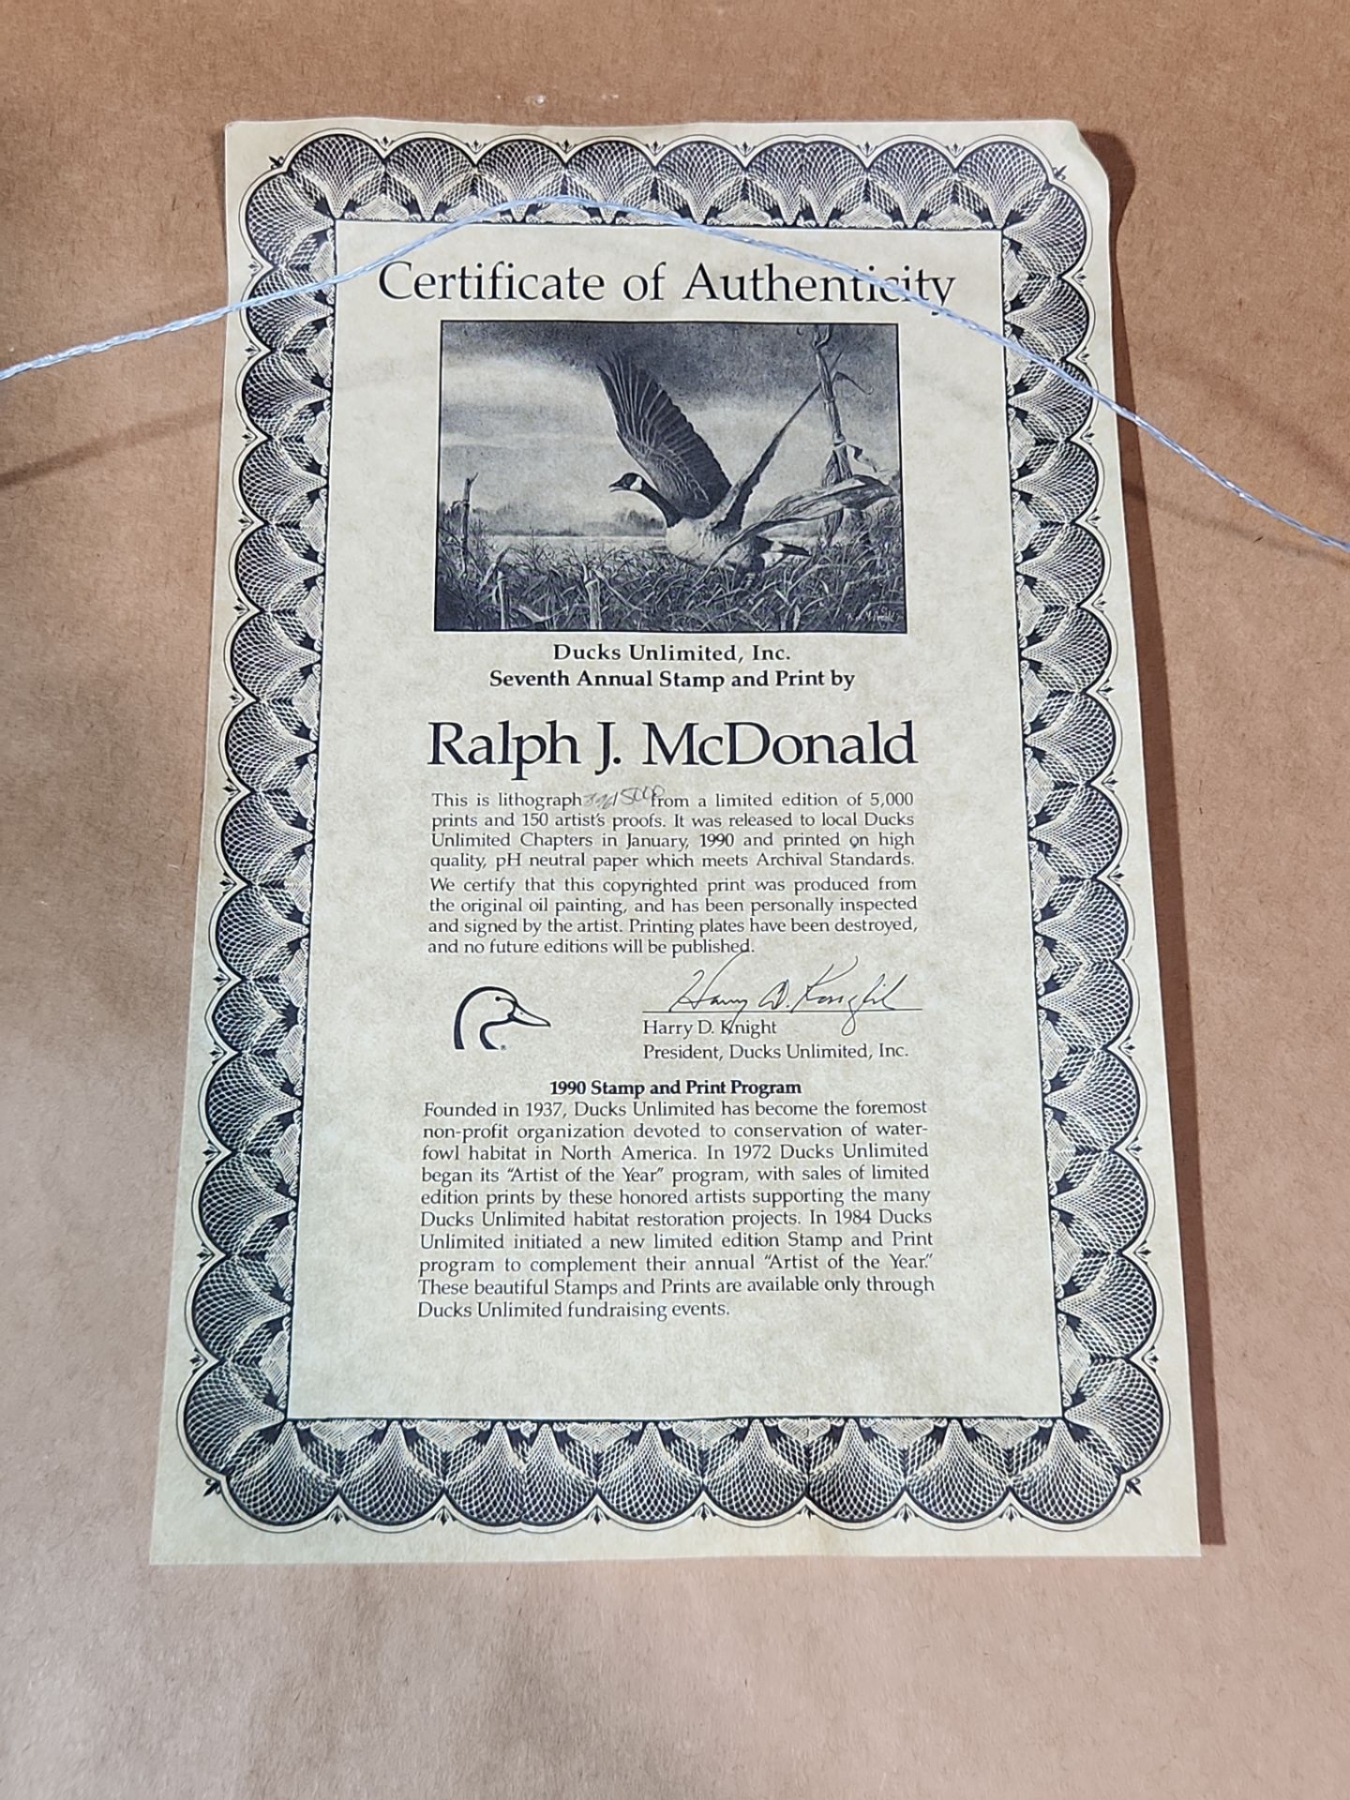 Certificate of Authenticity
Ducks Unlimited, Inc.
Seventh Annual Stamp and Print by
Ralph J. McDonald
This is lithograph from a limited edition of 5,000
prints and 150 artist's proofs. It was released to local Ducks
Unlimited Chapters in January, 1990 and printed on high
quality, pH neutral paper which meets Archival Standards.
We certify that this copyrighted print was produced from
the original oil painting, and has been personally inspected
and signed by the artist. Printing plates have been destroyed,
and no future editions will be published.
Harry D. Knight
Harry D. Knight
President, Ducks Unlimited, Inc.
1990 Stamp and Print Program
Founded in 1937, Ducks Unlimited has become the foremost
non-profit organization devoted to conservation of water-
fowl habitat in North America. In 1972 Ducks Unlimited
began its "Artist of the Year" program, with sales of limited
edition prints by these honored artists supporting the many
Ducks Unlimited habitat restoration projects. In 1984 Ducks
Unlimited initiated a new limited edition Stamp and Print
program to complement their annual "Artist of the Year."
These beautiful Stamps and Prints are available only through
Ducks Unlimited fundraising events.